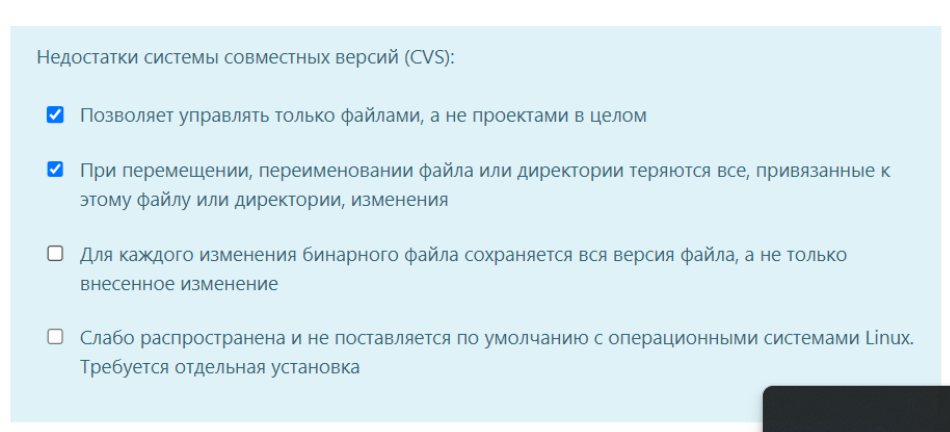 Недостатки системы совместных версий (CVS):
Позволяет управлять только файлами, а не проектами в целом
При перемещении, переименовании файла или директории теряются все, привязанные к
этому файлу или директории, изменения
Для каждого изменения бинарного файла сохраняется вся версия файла, а не только
внесенное изменение
Слабо распространена и не поставляется по умолчанию с операционными системами Linux.
Требуется отдельная установка